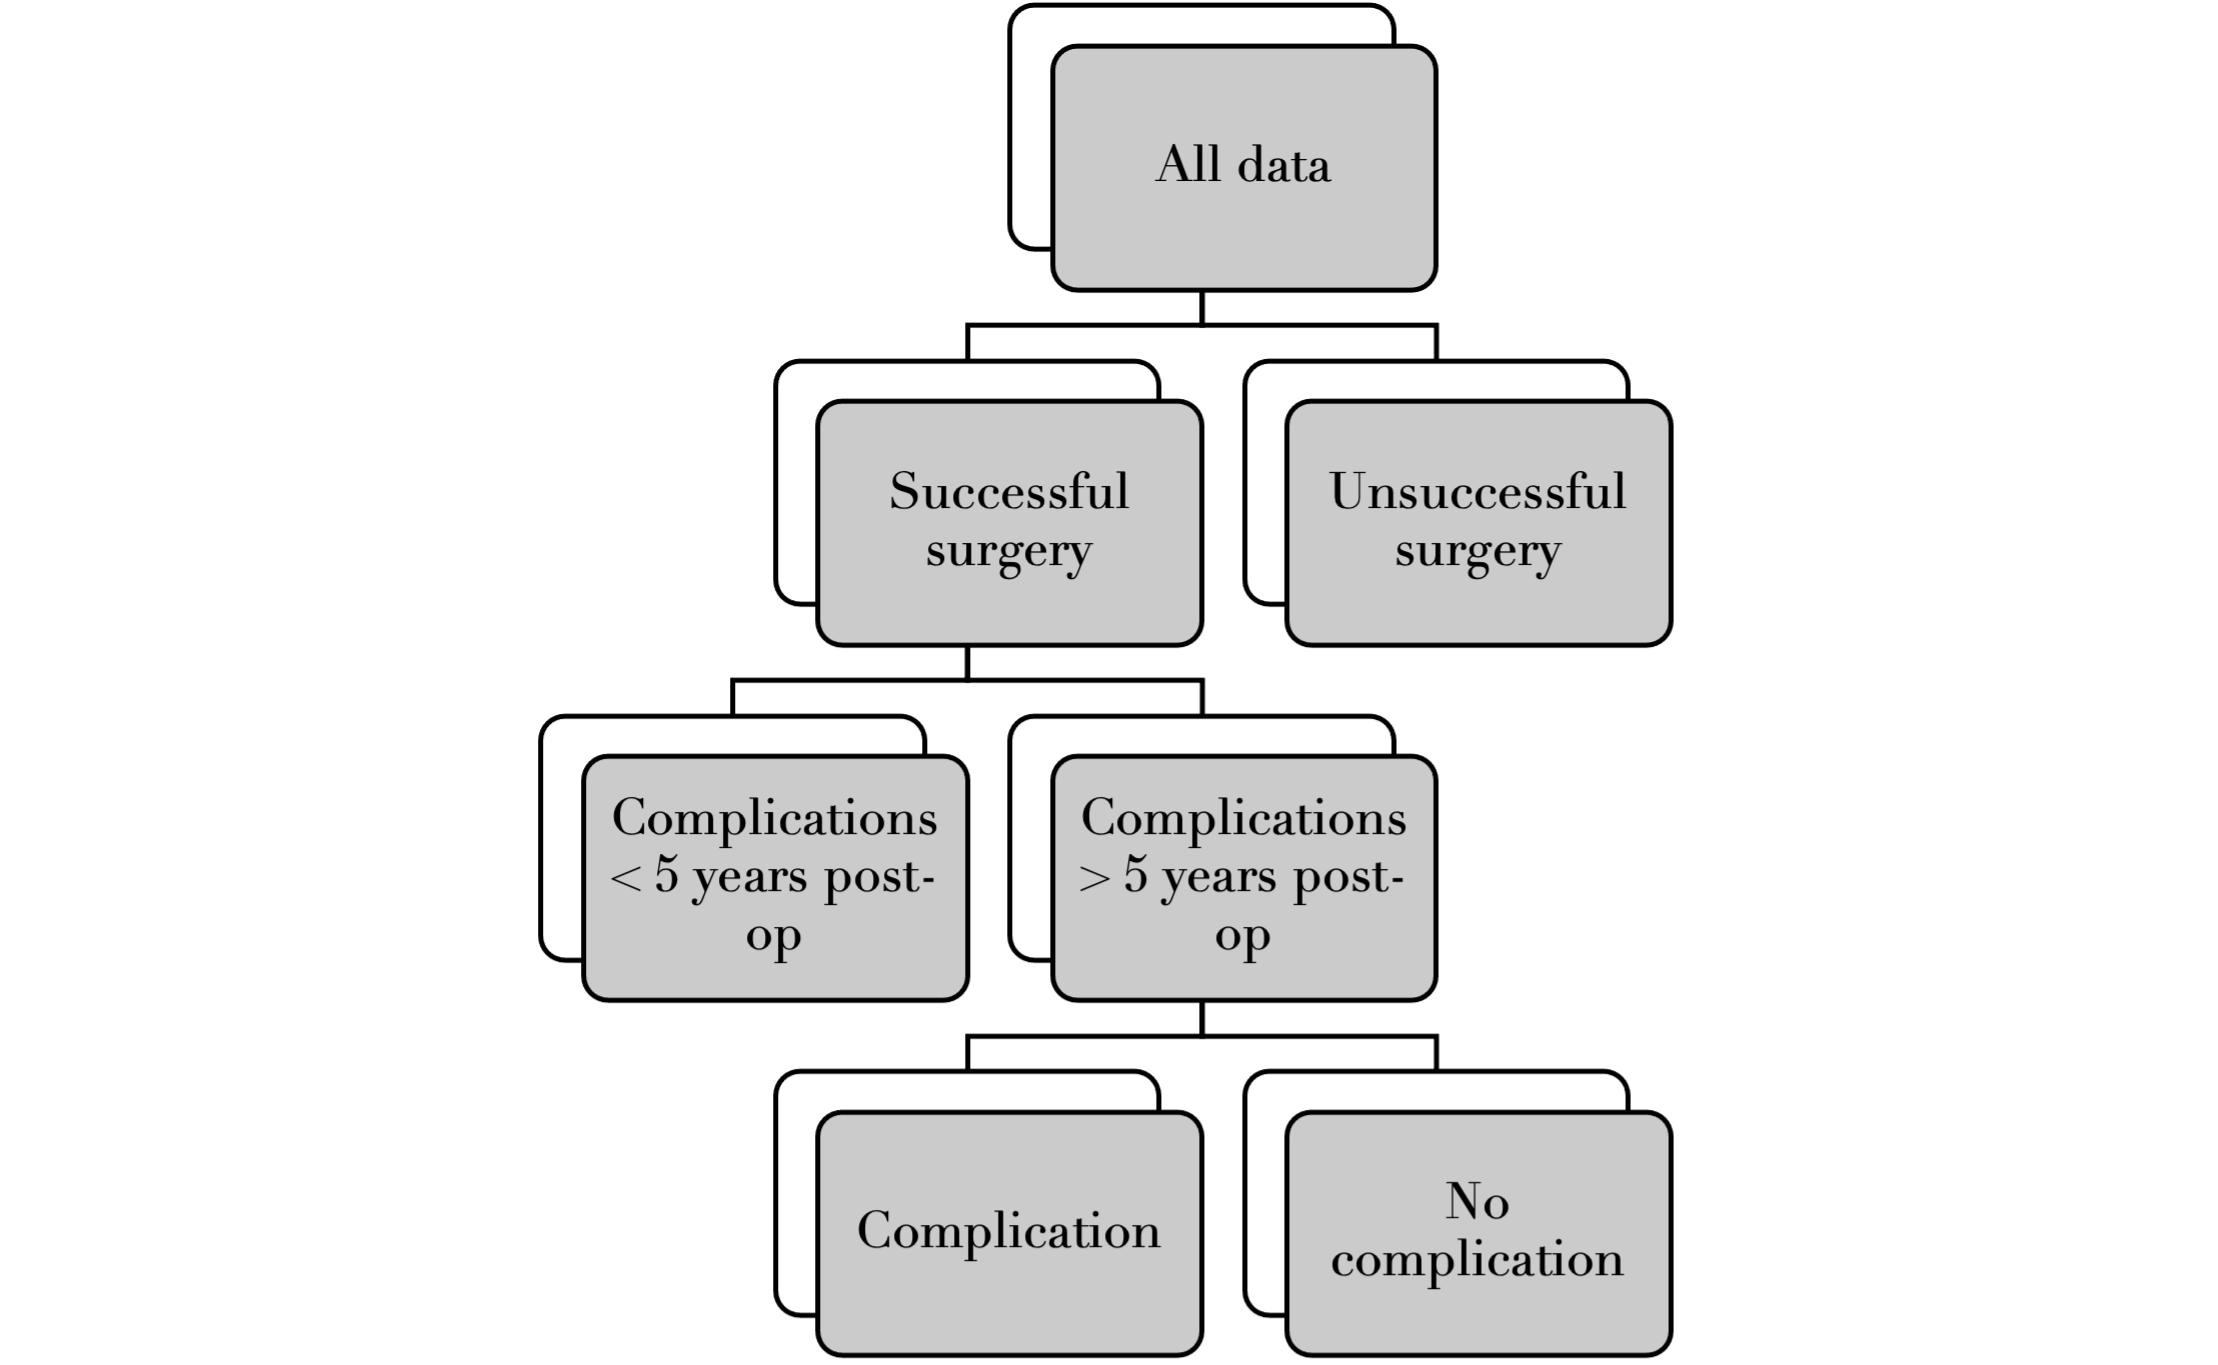 All data
Successful
surgery
Unsuccessful
surgery
Complications
< 5 years post-
op
Complications
> 5 years post-
op
Complication
No
complication